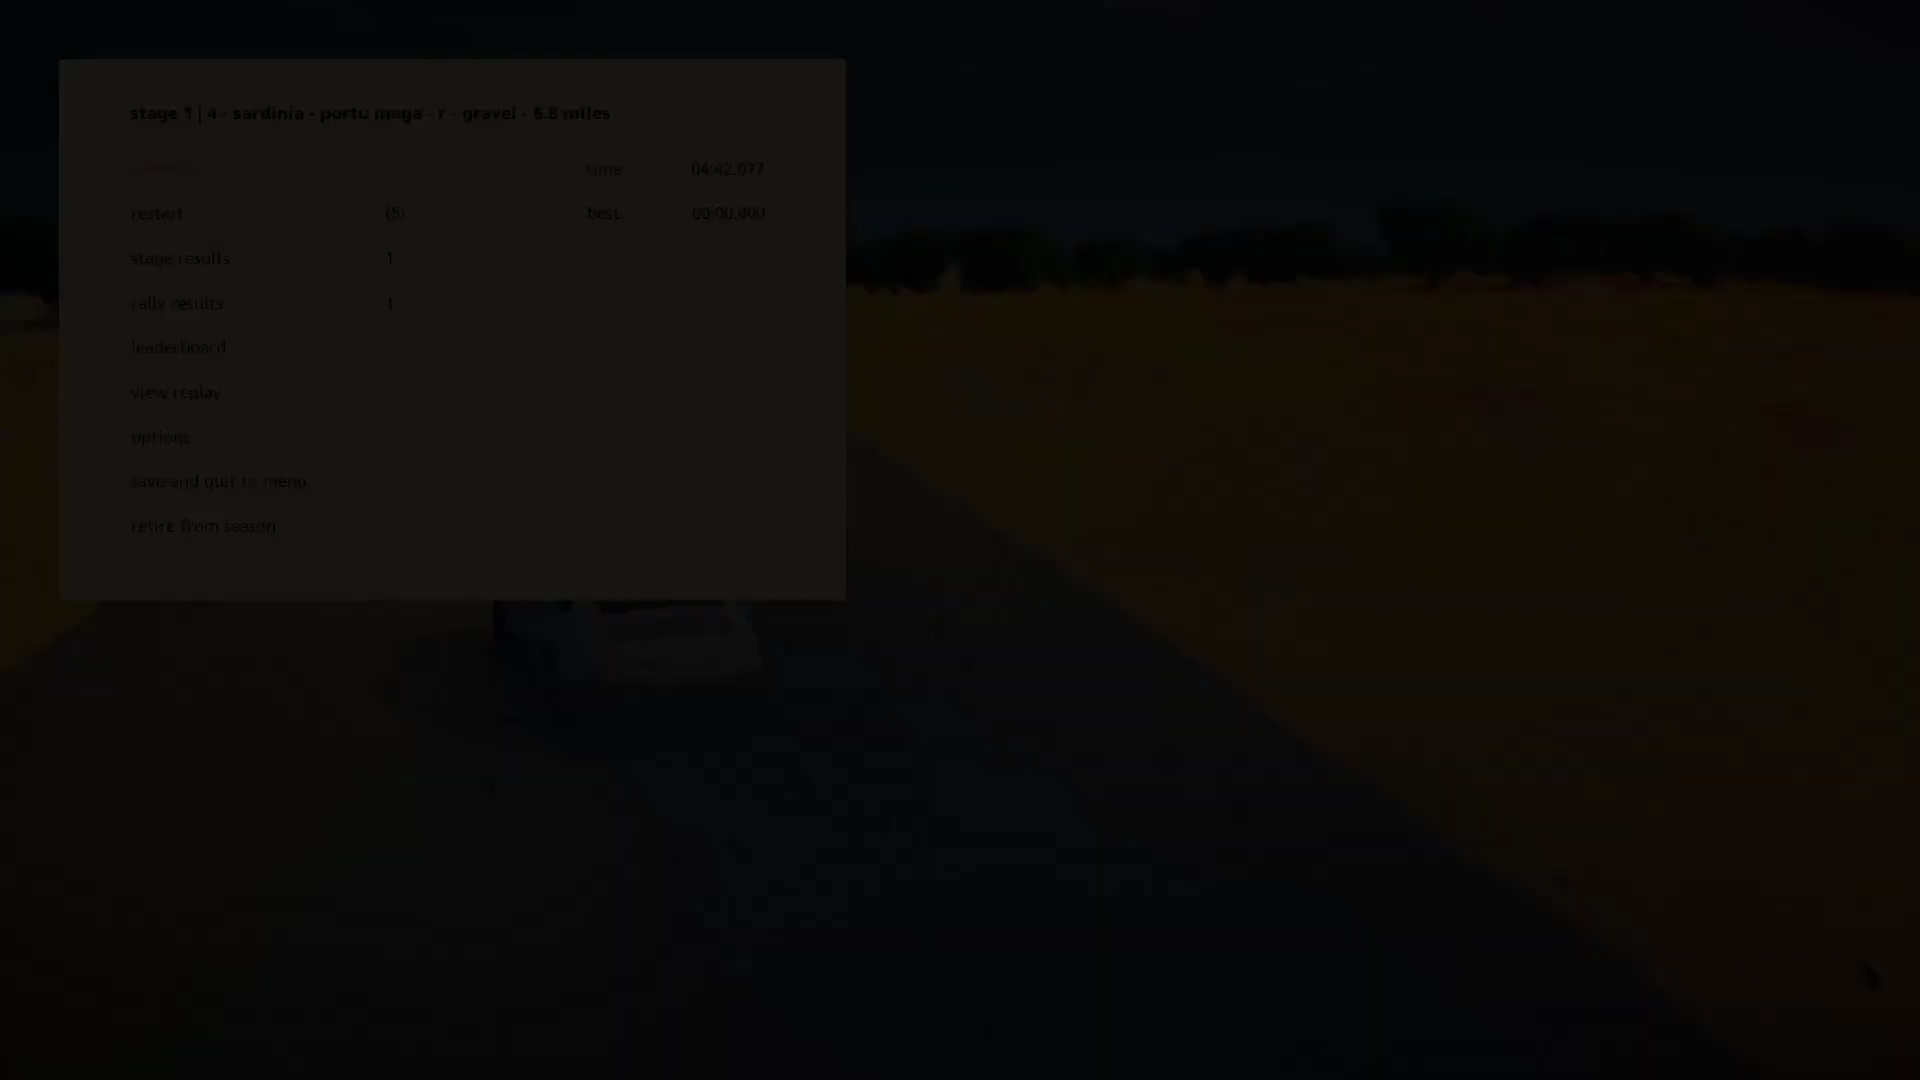 stage 1 | 4 - sardinia - portu maga - r - gravel - 6.8 miles
time 04:42.077
restart (5) best 00:00.000
stage results 1
rally results 1
leaderboard
view replay
options
save and quit to menu
retire from season